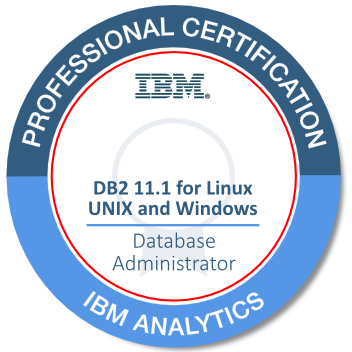 PROFESSIONAL CERTIFICATION
IBM®
DB2 11.1 for Linux
UNIX and Windows
Database
Administrator
IBM ANALYTICS